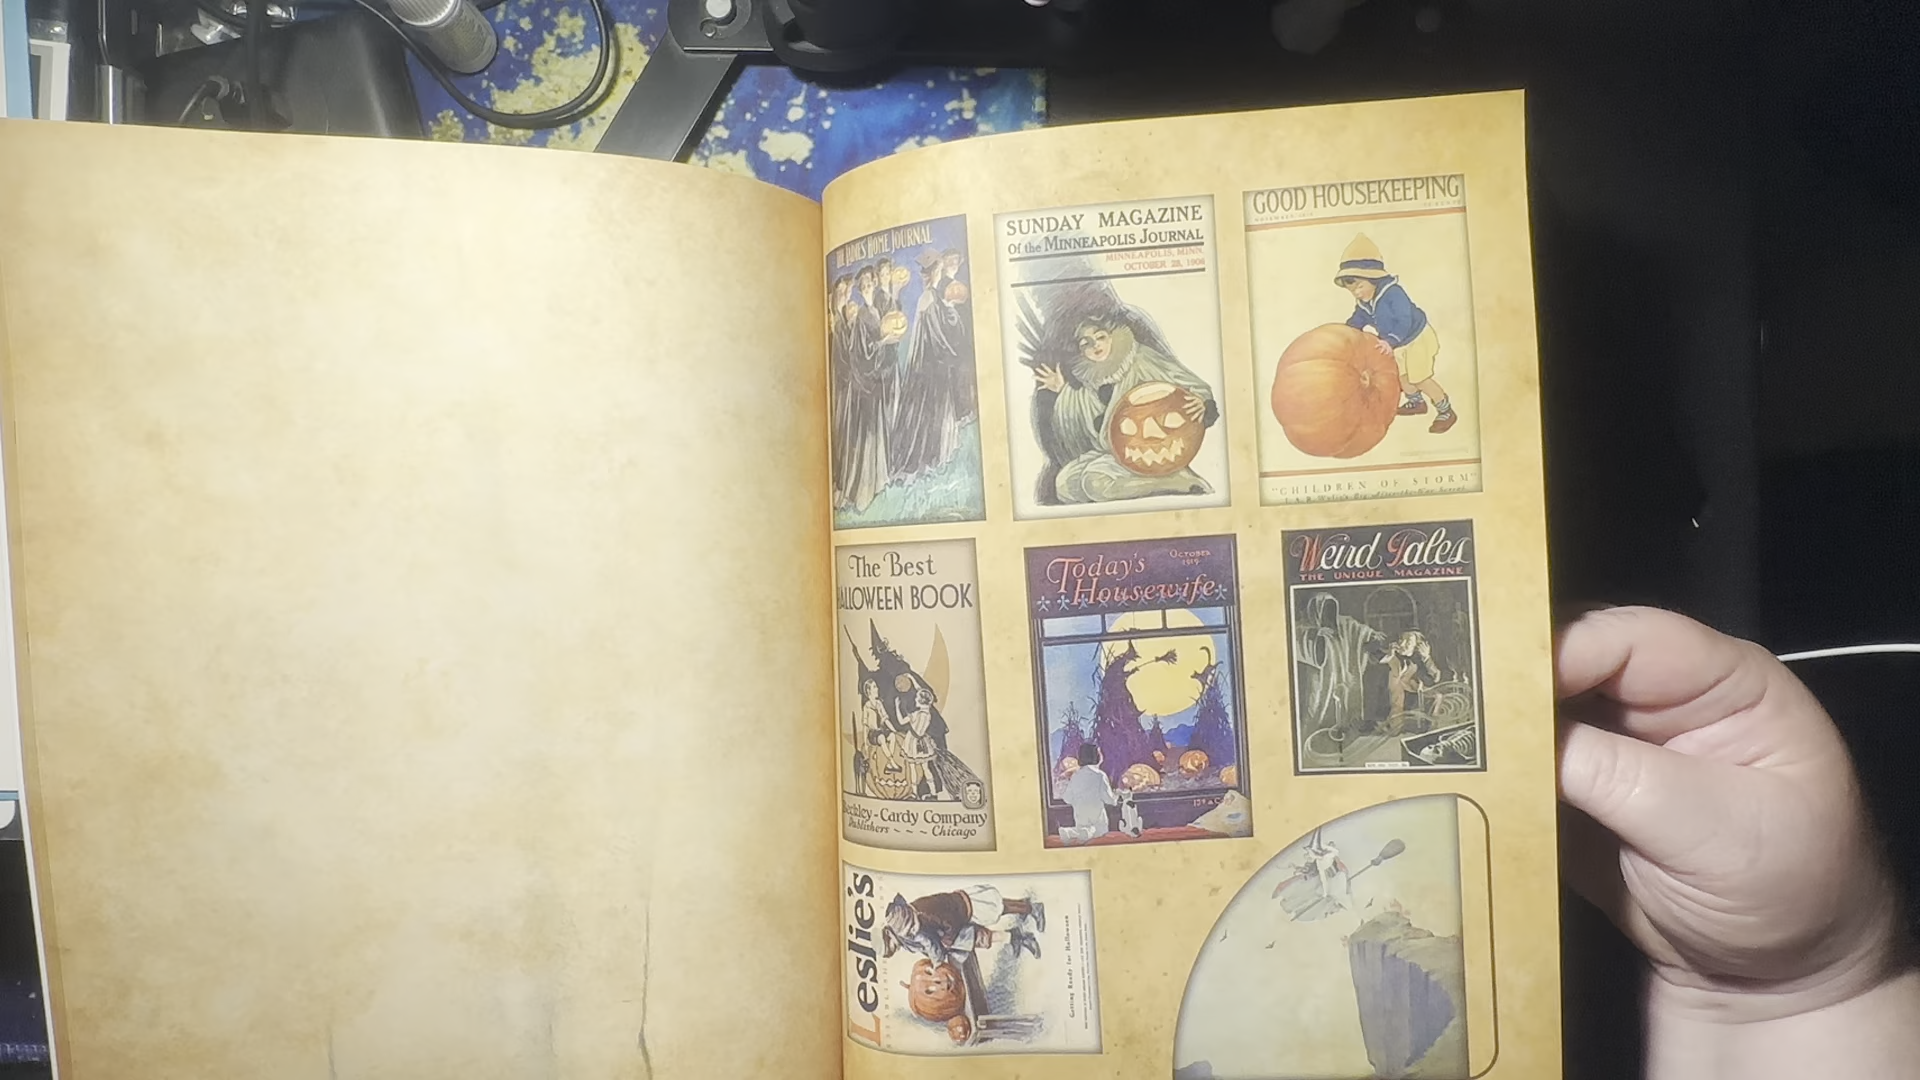 LADIES HOME JOURNAL
SUNDAY MAGAZINE
Of the MINNEAPOLIS JOURNAL
MINNEAPOLIS, MINN.
OCTOBER 28, 1906
GOOD HOUSEKEEPING
"CHILDREN OF STORM"
The Best
ALLOWEEN BOOK
Beckley-Cardy Company
Publishers - - - Chicago
October
1919
Today's
Housewife
Weird Tales
THE UNIQUE MAGAZINE
Leslie's
Getting Ready for Halloween